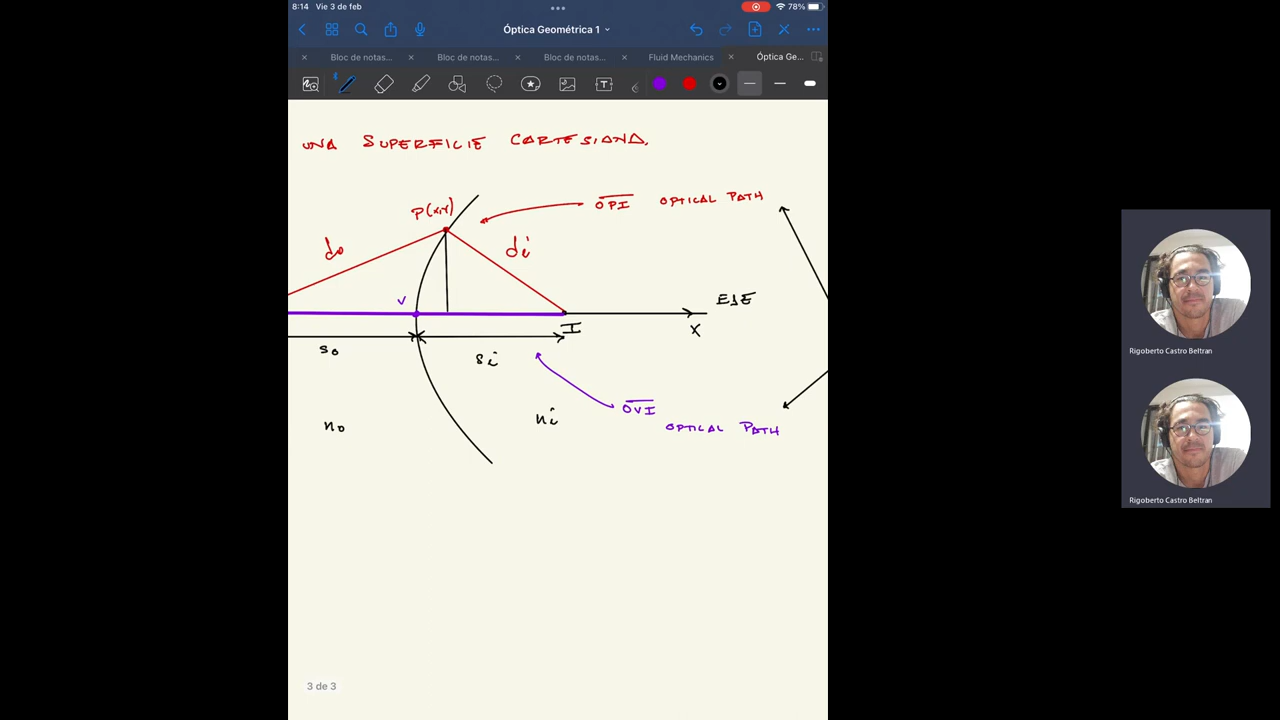 8:14 Vie 3 de feb
78%
Óptica Geométrica 1
Bloc de notas...
Bloc de notas...
Bloc de notas...
Fluid Mechanics
Óptica Ge...
UNA SUPERFICIE CARTESIANA.
P(x,y)
OPI OPTICAL PATH
do
di
V
EJE
I
X
so
si
OVI
OPTICAL PATH
no
ni
3 de 3
Rigoberto Castro Beltran
Rigoberto Castro Beltran